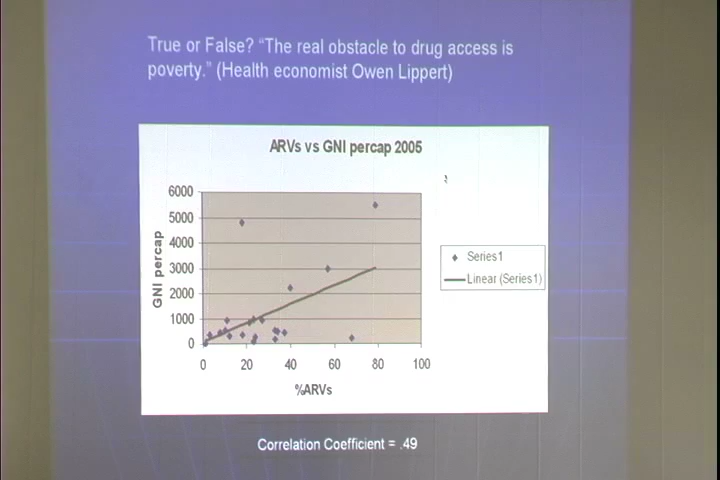 True or False? “The real obstacle to drug access is
poverty.” (Health economist Owen Lippert)
ARVs vs GNI percap 2005
GNI percap
6000
5000
4000
3000
2000
1000
0
0 20 40 60 80 100
%ARVs
Series1
Linear (Series1)
Correlation Coefficient = .49